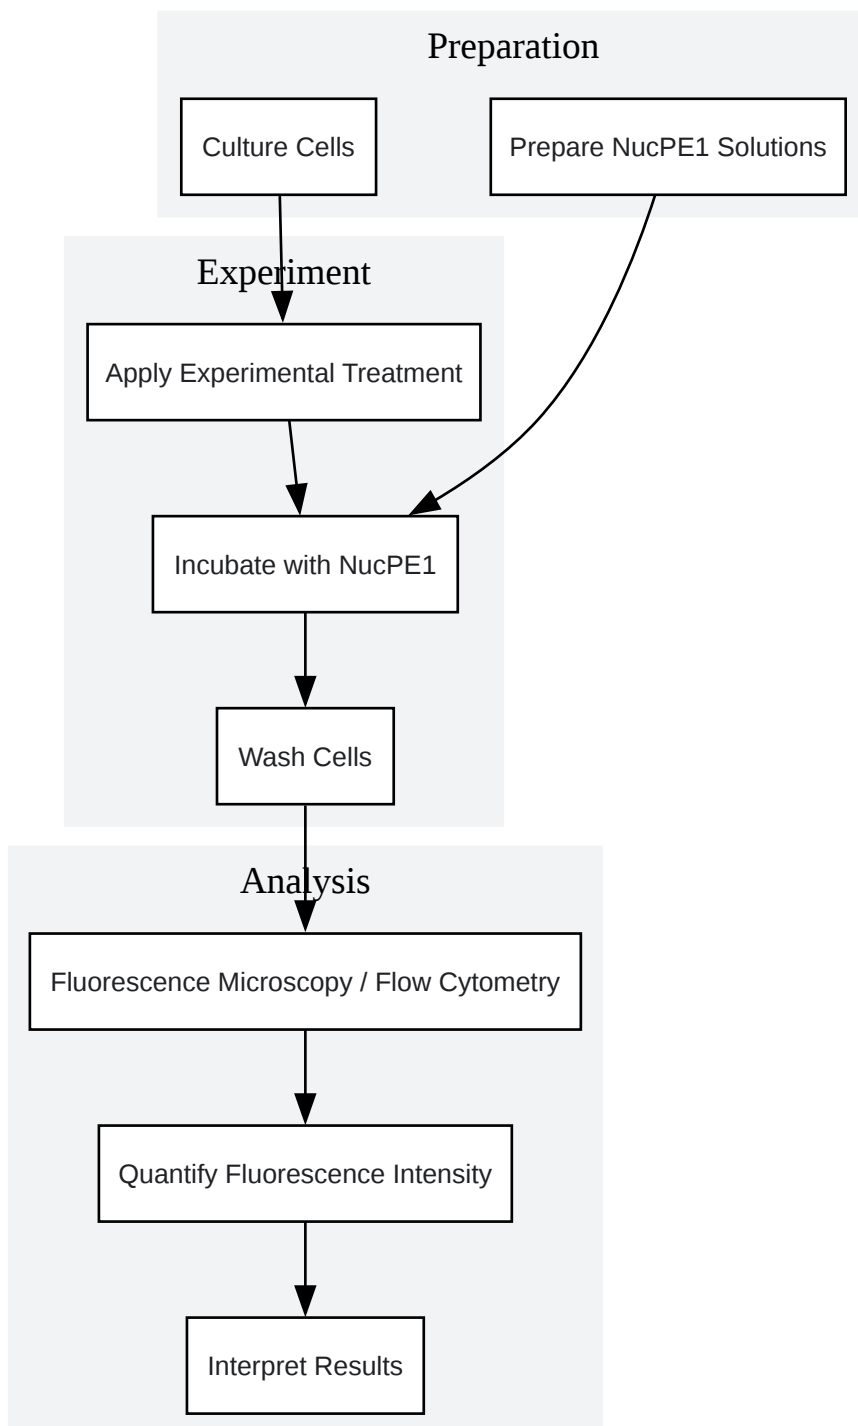 Preparation
Culture Cells
Prepare NucPE1 Solutions
Experiment
Apply Experimental Treatment
Incubate with NucPE1
Wash Cells
Analysis
Fluorescence Microscopy / Flow Cytometry
Quantify Fluorescence Intensity
Interpret Results